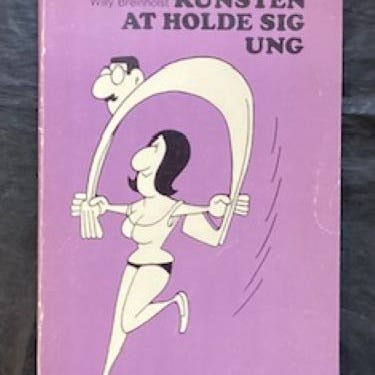 Willy Breinholst KUNSTEN
AT HOLDE SIG
UNG